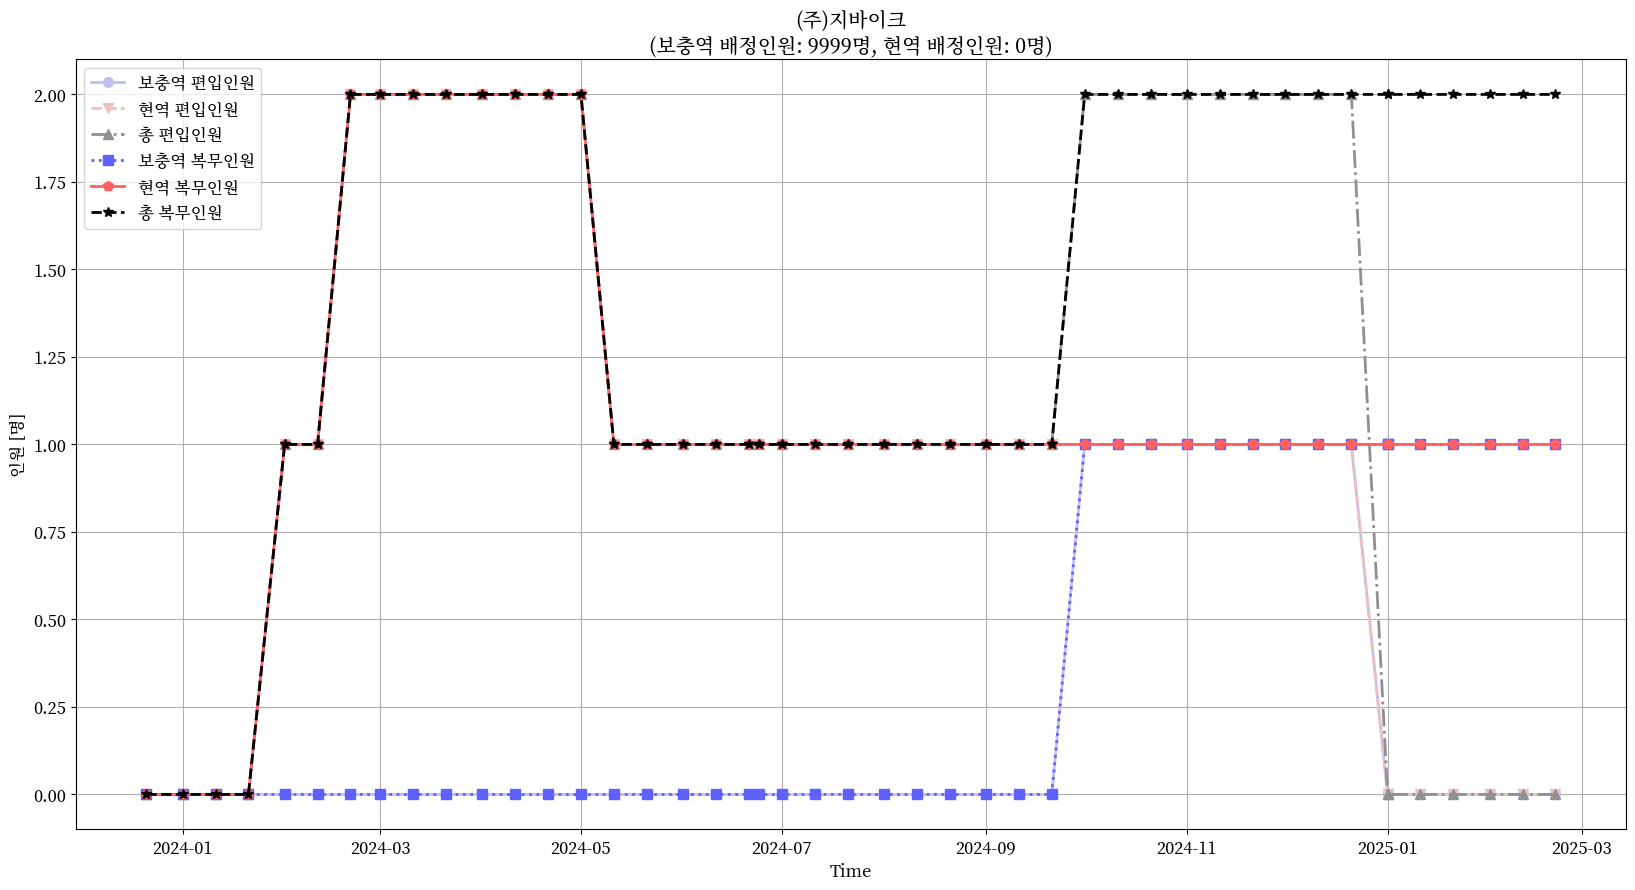 (주)지바이크
(보충역 배정인원: 9999명, 현역 배정인원: 0명)
보충역 편입인원
현역 편입인원
총 편입인원
보충역 복무인원
현역 복무인원
총 복무인원
2.00
1.75
1.50
1.25
1.00
0.75
0.50
0.25
0.00
인원 [명]
2024-01
2024-03
2024-05
2024-07
2024-09
2024-11
2025-01
2025-03
Time